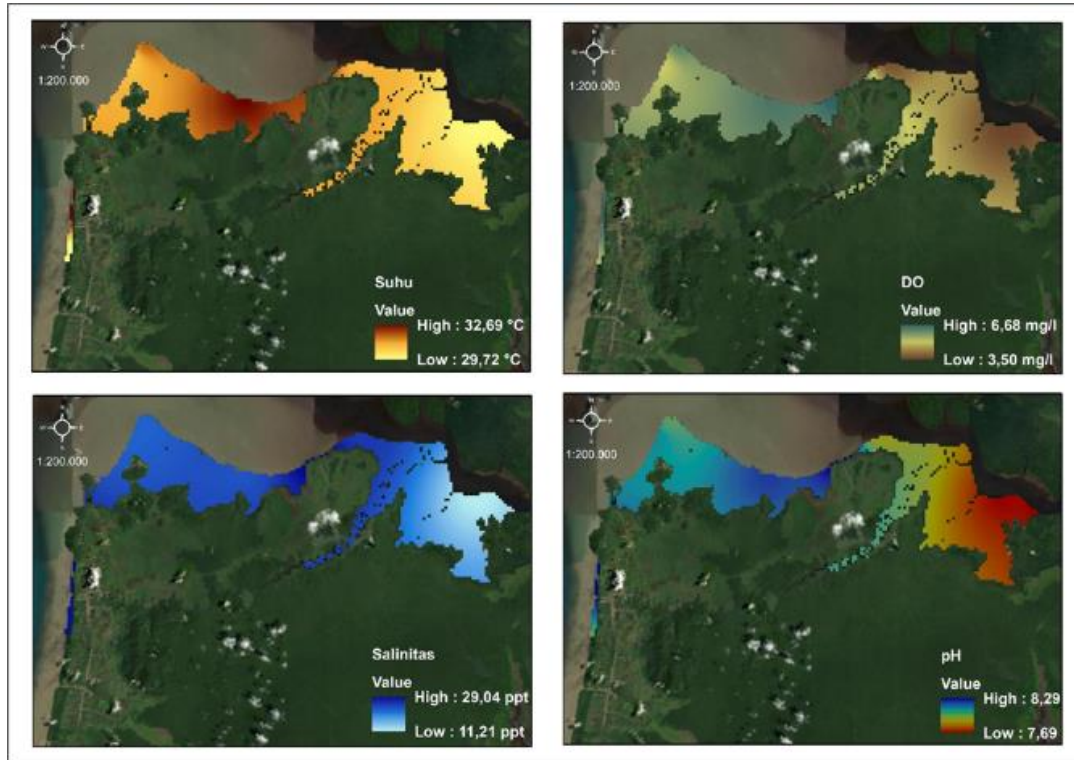 1:200.000
Suhu
Value
High : 32,69 °C
Low : 29,72 °C
1:200.000
DO
Value
High : 6,68 mg/l
Low : 3,50 mg/l
1:200.000
Salinitas
Value
High : 29,04 ppt
Low : 11,21 ppt
1:200.000
pH
Value
High : 8,29
Low : 7,69